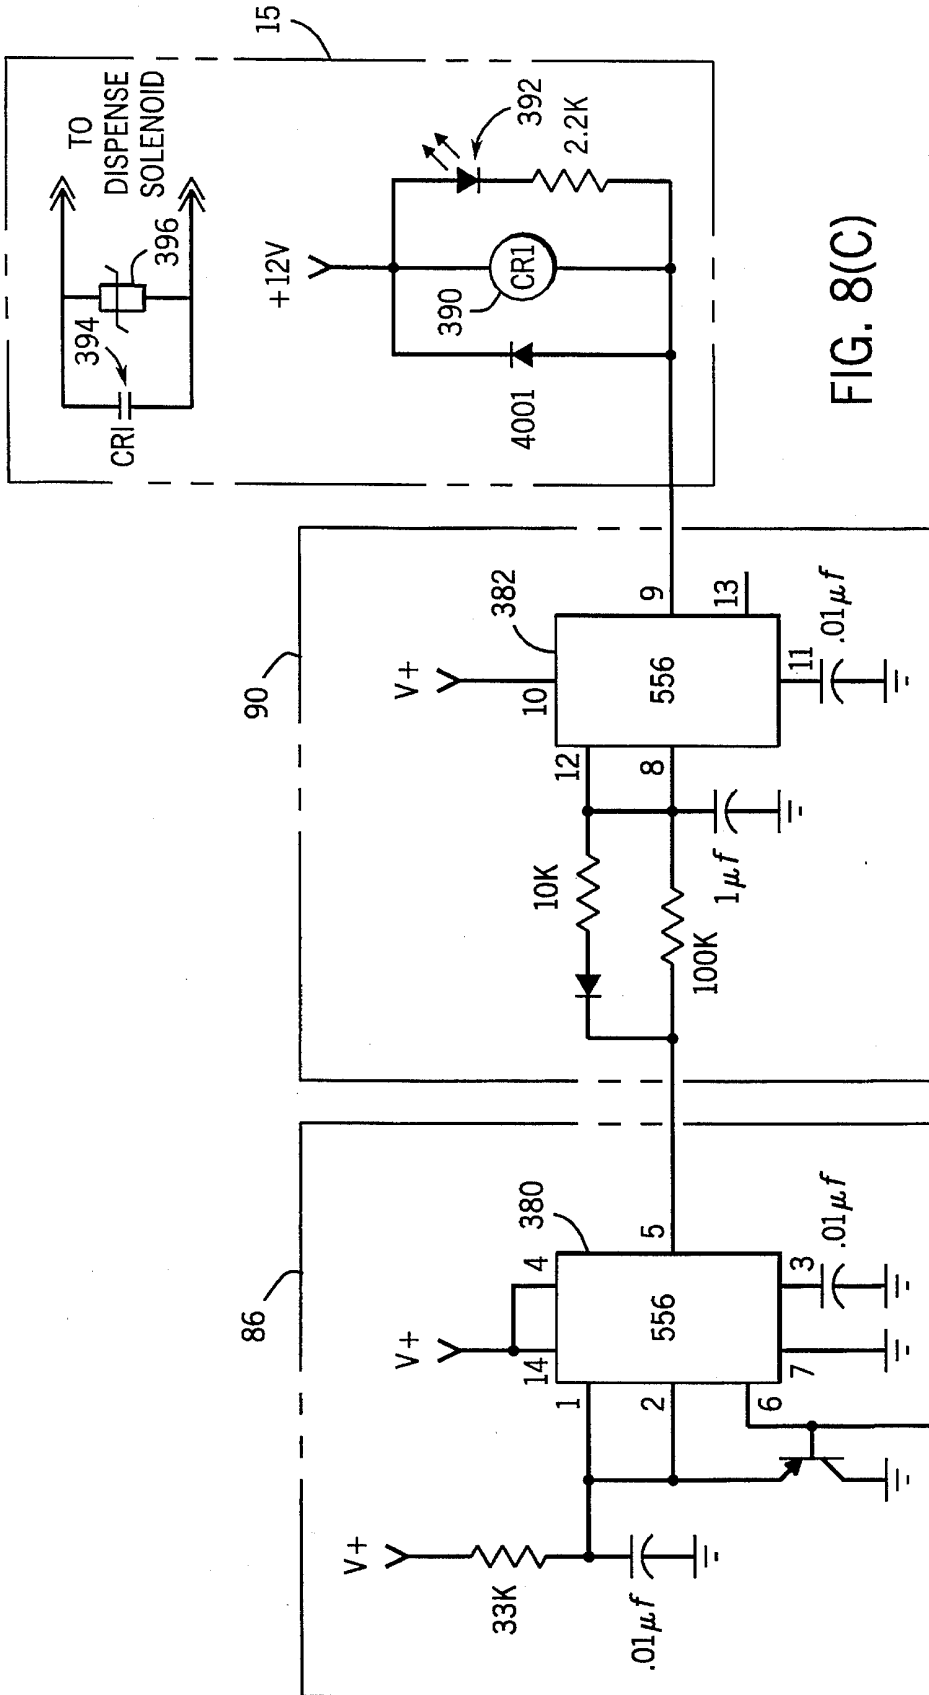 15
TO
DISPENSE
SOLENOID
394
396
CR1
+12V
392
390
CR1
2.2K
4001
FIG. 8(C)
90
V+
382
10
12
8
556
9
13
11
.01µf
10K
100K
1µf
86
V+
380
14
4
1
2
6
556
5
3
7
.01µf
V+
33K
.01µf